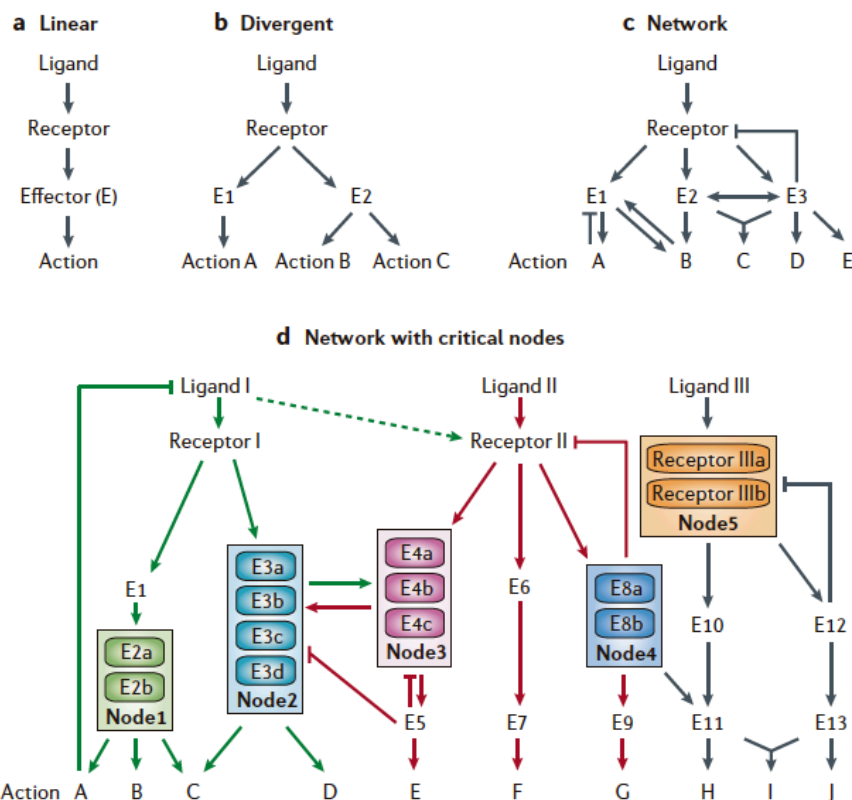 a Linear
b Divergent
c Network
Ligand
Ligand
Ligand
Receptor
Receptor
Receptor
Effector (E)
E1
E2
E1
E2
E3
Action
Action A
Action B
Action C
Action
A
B
C
D
E
d Network with critical nodes
Ligand I
Ligand II
Ligand III
Receptor I
Receptor II
Receptor IIIa
Receptor IIIb
Node5
E1
E2a
E2b
Node1
E3a
E3b
E3c
E3d
Node2
E4a
E4b
E4c
Node3
E6
E8a
E8b
Node4
E10
E12
E5
E7
E9
E11
E13
Action
A
B
C
D
E
F
G
H
I
J